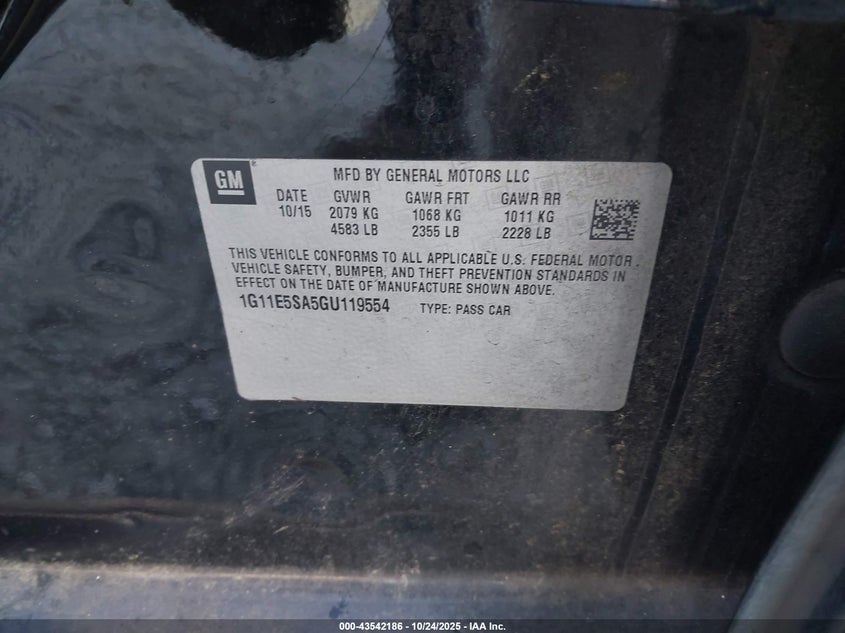 GM
MFD BY GENERAL MOTORS LLC
DATE GVWR GAWR FRT GAWR RR
10/15 2079 KG 1068 KG 1011 KG
4583 LB 2355 LB 2228 LB
THIS VEHICLE CONFORMS TO ALL APPLICABLE U.S. FEDERAL MOTOR
VEHICLE SAFETY, BUMPER, AND THEFT PREVENTION STANDARDS IN
EFFECT ON THE DATE OF MANUFACTURE SHOWN ABOVE.
1G11E5SA5GU119554 TYPE: PASS CAR
000-43542186 - 10/24/2025 - IAA Inc.